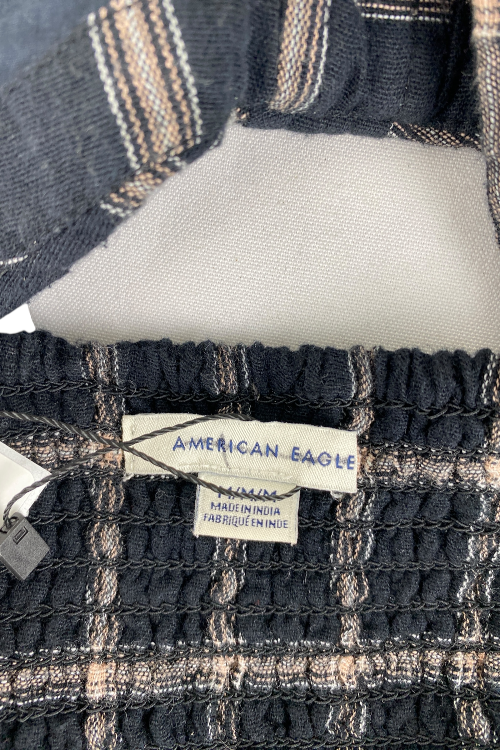 AMERICAN EAGLE
M/M/M
MADE IN INDIA
FABRIQUÉ EN INDE